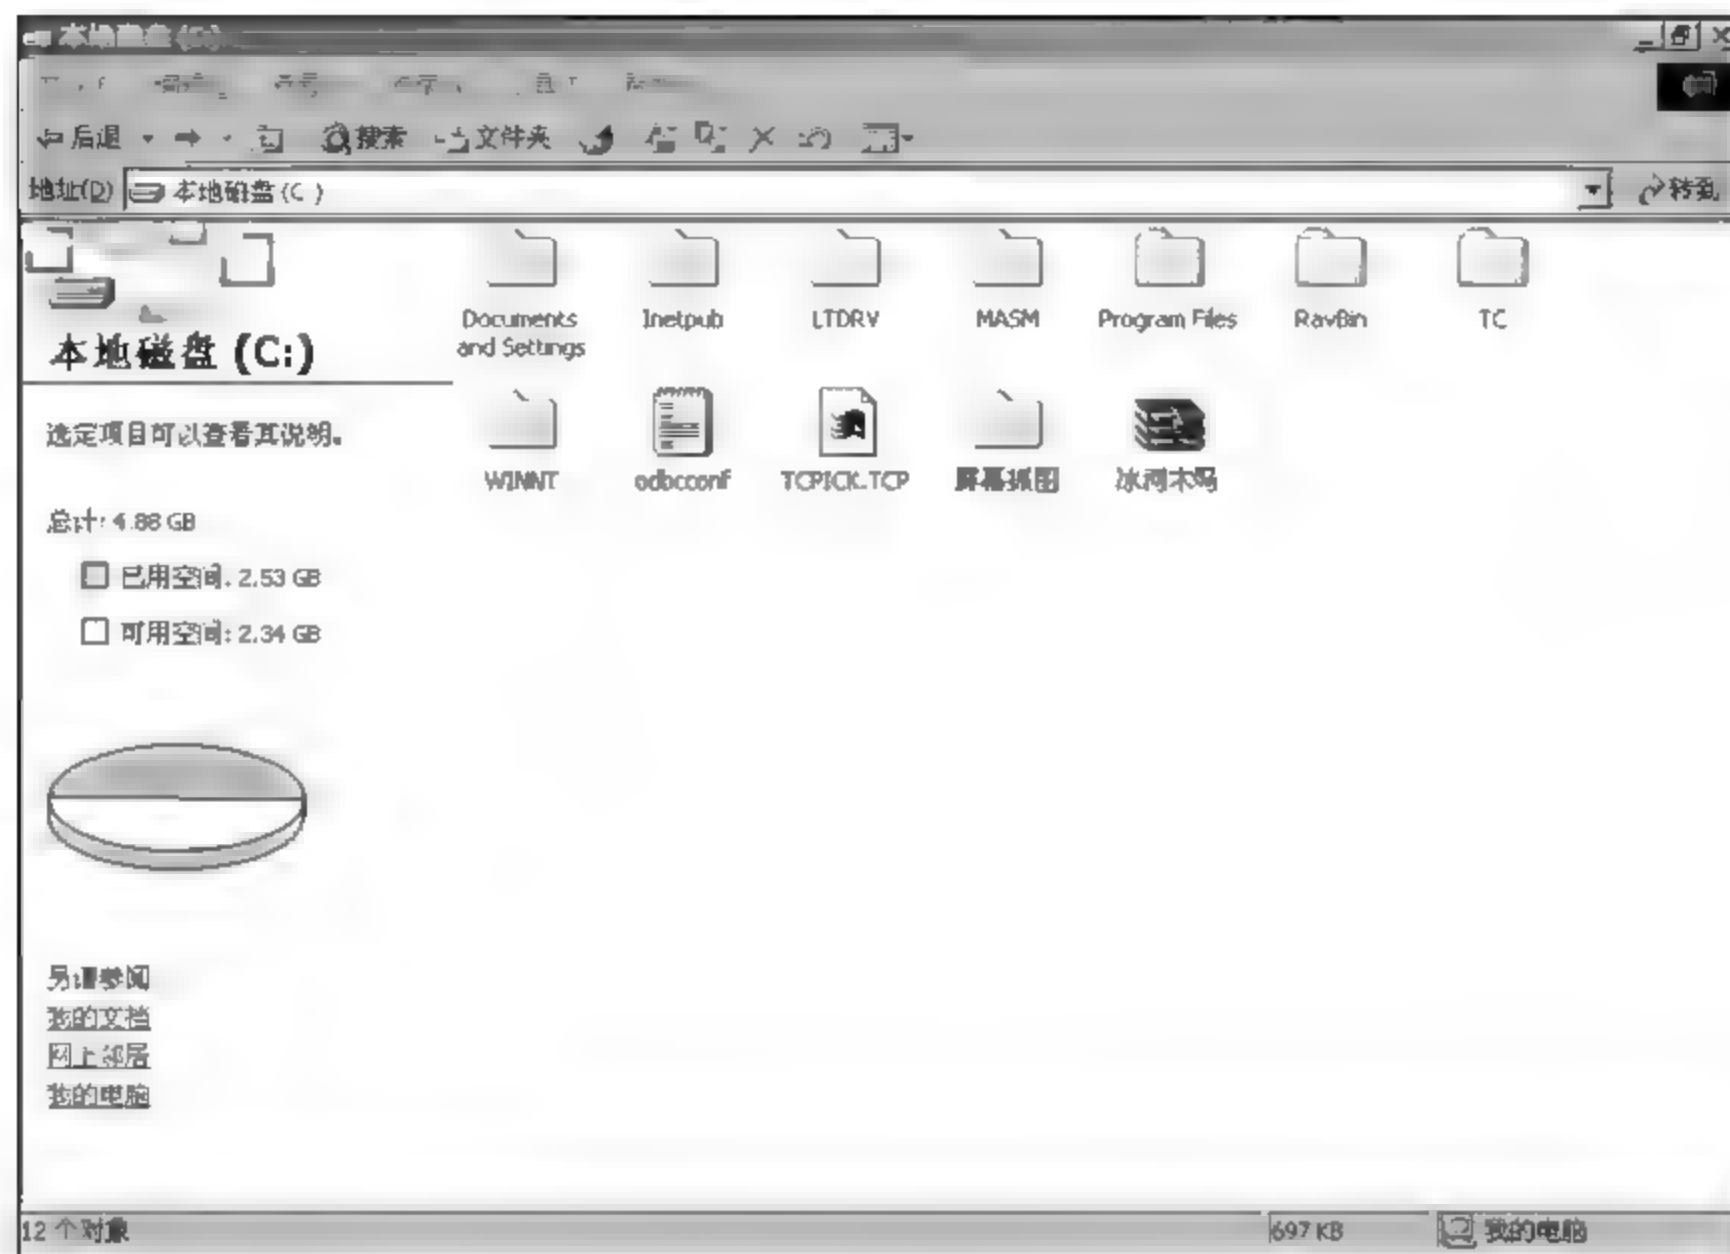 本地磁盘 (C:)
后退 搜索 文件夹
地址(D) 本地磁盘 (C:) 转到
本地磁盘 (C:)
选定项目可以查看其说明。
总计: 4.88 GB
已用空间: 2.53 GB
可用空间: 2.34 GB
另请参阅
我的文档
网上邻居
我的电脑
Documents
and Settings
Inetpub
LTDRV
MASM
Program Files
RavBin
TC
WINNT
odbcconf
TCPICK.TCP
屏幕抓图
冰河木马
12 个对象 697 KB 我的电脑